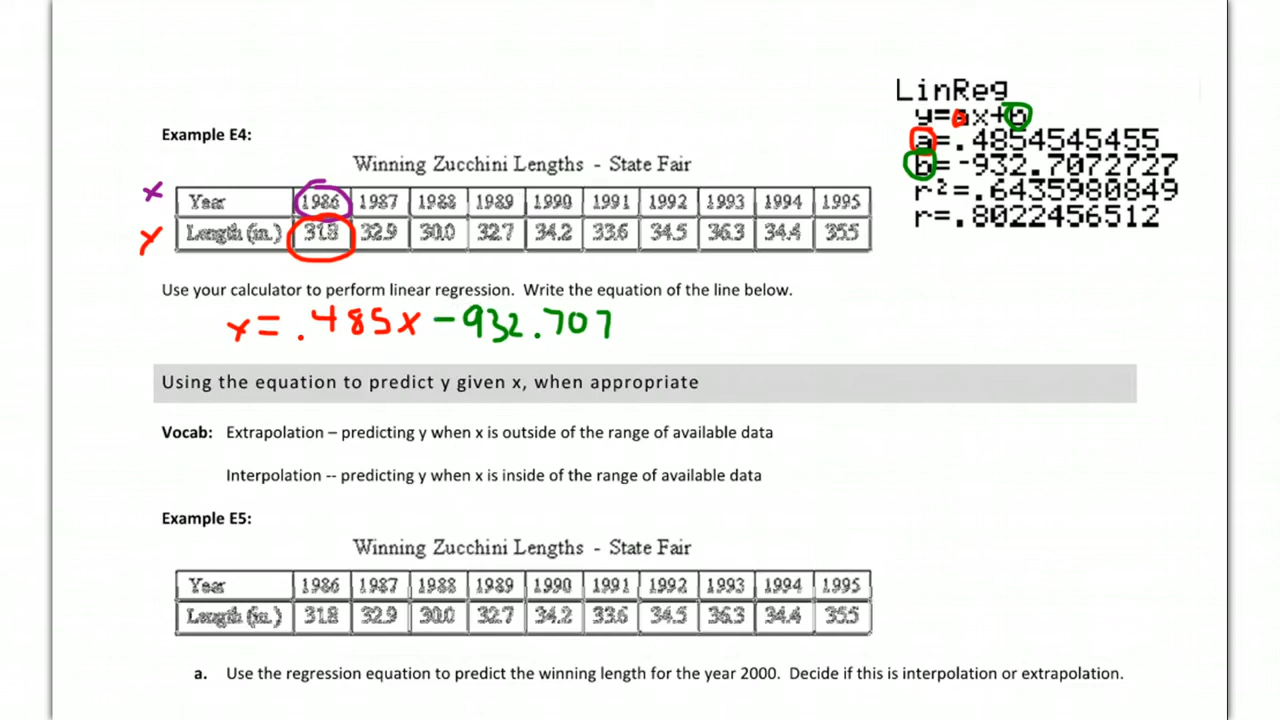 LinReg
y=ax+b
a=.4854545455
b=-932.7072727
r²=.6435980849
r=.8022456512
Example E4:
Winning Zucchini Lengths - State Fair
x Year 1986 1987 1988 1989 1990 1991 1992 1993 1994 1995
y Length (in.) 31.8 32.9 30.0 32.7 34.2 33.6 34.5 36.3 34.4 35.5
Use your calculator to perform linear regression. Write the equation of the line below.
y = .485x - 932.707
Using the equation to predict y given x, when appropriate
Vocab: Extrapolation – predicting y when x is outside of the range of available data
Interpolation -- predicting y when x is inside of the range of available data
Example E5:
Winning Zucchini Lengths - State Fair
Year 1986 1987 1988 1989 1990 1991 1992 1993 1994 1995
Length (in.) 31.8 32.9 30.0 32.7 34.2 33.6 34.5 36.3 34.4 35.5
a. Use the regression equation to predict the winning length for the year 2000. Decide if this is interpolation or extrapolation.